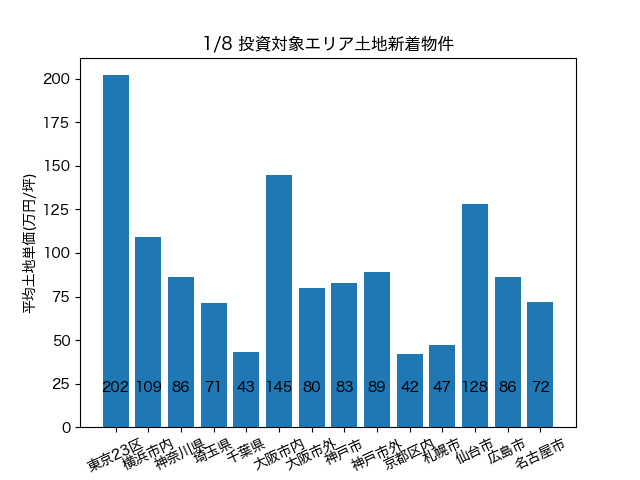 1/8 投資対象エリア土地新着物件
平均土地単価(万円/坪)
200
175
150
125
100
75
50
25
0
202 109 86 71 43 145 80 83 89 42 47 128 86 72
東京23区 横浜市内 神奈川県 埼玉県 千葉県 大阪市内 大阪市外 神戸市 神戸市外 京都区内 札幌市 仙台市 広島市 名古屋市